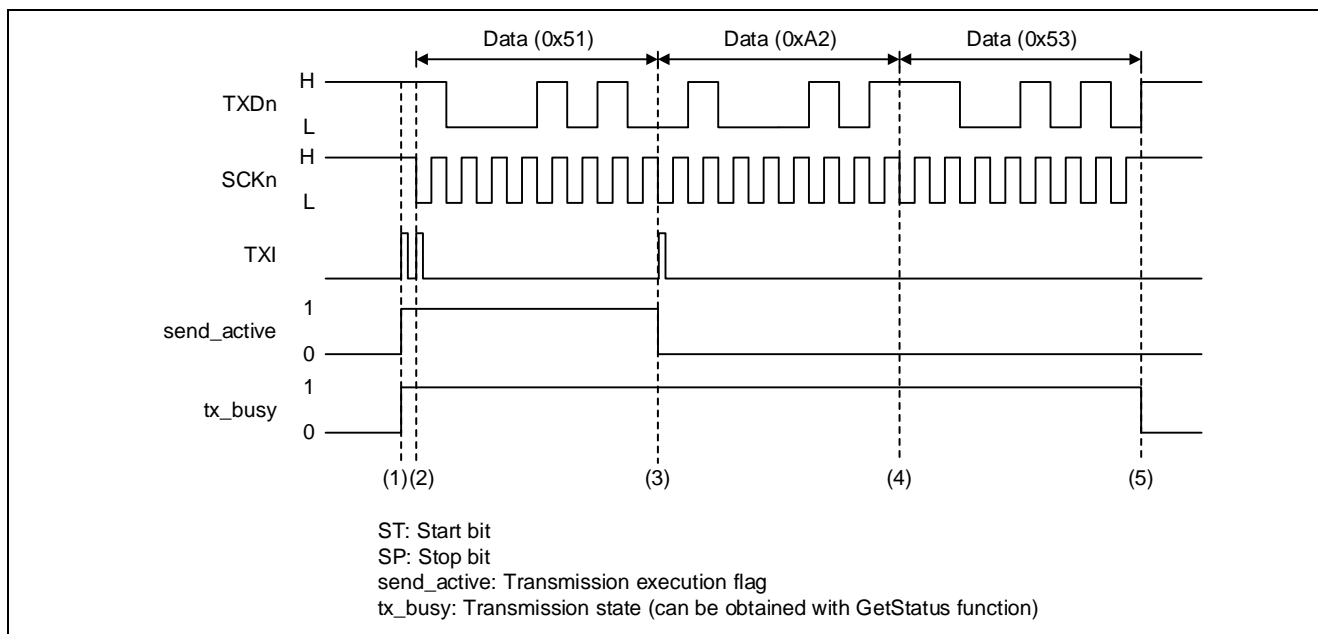 Data (0x51) Data (0xA2) Data (0x53)
H
TXDn
L
H
SCKn
L
TXI
1
send_active
0
1
tx_busy
0
(1) (2) (3) (4) (5)
ST: Start bit
SP: Stop bit
send_active: Transmission execution flag
tx_busy: Transmission state (can be obtained with GetStatus function)